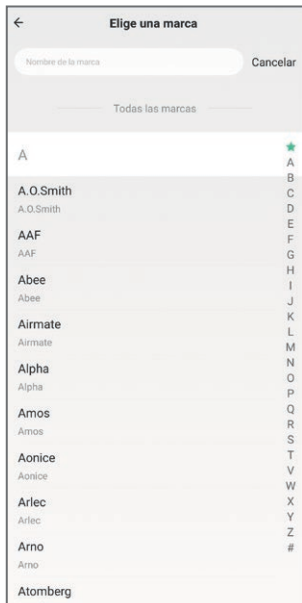 Elige una marca
Nombre de la marca
Cancelar
Todas las marcas
A
A.O.Smith
A.O.Smith
AAF
AAF
Abee
Abee
Airmate
Airmate
Alpha
Alpha
Amos
Amos
Aonice
Aonice
Arlec
Arlec
Arno
Arno
Atomberg
A
B
C
D
E
F
G
H
I
J
K
L
M
N
O
P
Q
R
S
T
V
W
X
Y
Z
#